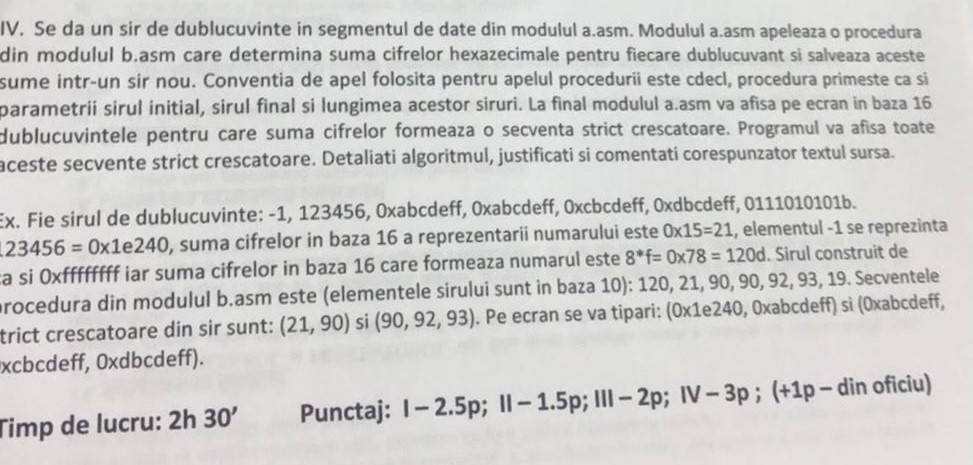 IV. Se da un sir de dublucuvinte in segmentul de date din modulul a.asm. Modulul a.asm apeleaza o procedura
din modulul b.asm care determina suma cifrelor hexazecimale pentru fiecare dublucuvant si salveaza aceste
sume intr-un sir nou. Conventia de apel folosita pentru apelul procedurii este cdecl, procedura primeste ca si
parametrii sirul initial, sirul final si lungimea acestor siruri. La final modulul a.asm va afisa pe ecran in baza 16
dublucuvintele pentru care suma cifrelor formeaza o secventa strict crescatoare. Programul va afisa toate
aceste secvente strict crescatoare. Detaliati algoritmul, justificati si comentati corespunzator textul sursa.
Ex. Fie sirul de dublucuvinte: -1, 123456, 0xabcdeff, 0xabcdeff, 0xcbcdeff, 0xdbcdeff, 0111010101b.
123456 = 0x1e240, suma cifrelor in baza 16 a reprezentarii numarului este 0x15=21, elementul -1 se reprezinta
ca si 0xffffffff iar suma cifrelor in baza 16 care formeaza numarul este 8*f= 0x78 = 120d. Sirul construit de
procedura din modulul b.asm este (elementele sirului sunt in baza 10): 120, 21, 90, 90, 92, 93, 19. Secventele
trict crescatoare din sir sunt: (21, 90) si (90, 92, 93). Pe ecran se va tipari: (0x1e240, 0xabcdeff) si (0xabcdeff,
xcbcdeff, 0xdbcdeff).
Timp de lucru: 2h 30' Punctaj: I – 2.5p; II – 1.5p; III – 2p; IV – 3p ; (+1p – din oficiu)